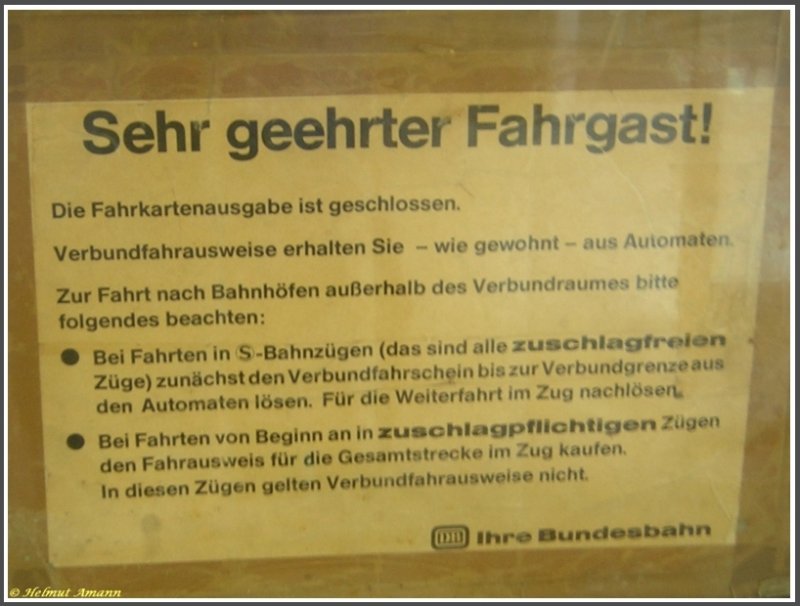 Sehr geehrter Fahrgast!
Die Fahrkartenausgabe ist geschlossen.
Verbundfahrausweise erhalten Sie – wie gewohnt – aus Automaten.
Zur Fahrt nach Bahnhöfen außerhalb des Verbundraumes bitte
folgendes beachten:
● Bei Fahrten in Ⓢ-Bahnzügen (das sind alle zuschlagfreien
Züge) zunächst den Verbundfahrschein bis zur Verbundgrenze aus
den Automaten lösen. Für die Weiterfahrt im Zug nachlösen.
● Bei Fahrten von Beginn an in zuschlagpflichtigen Zügen
den Fahrausweis für die Gesamtstrecke im Zug kaufen.
In diesen Zügen gelten Verbundfahrausweise nicht.
DB Ihre Bundesbahn
© Helmut Amann